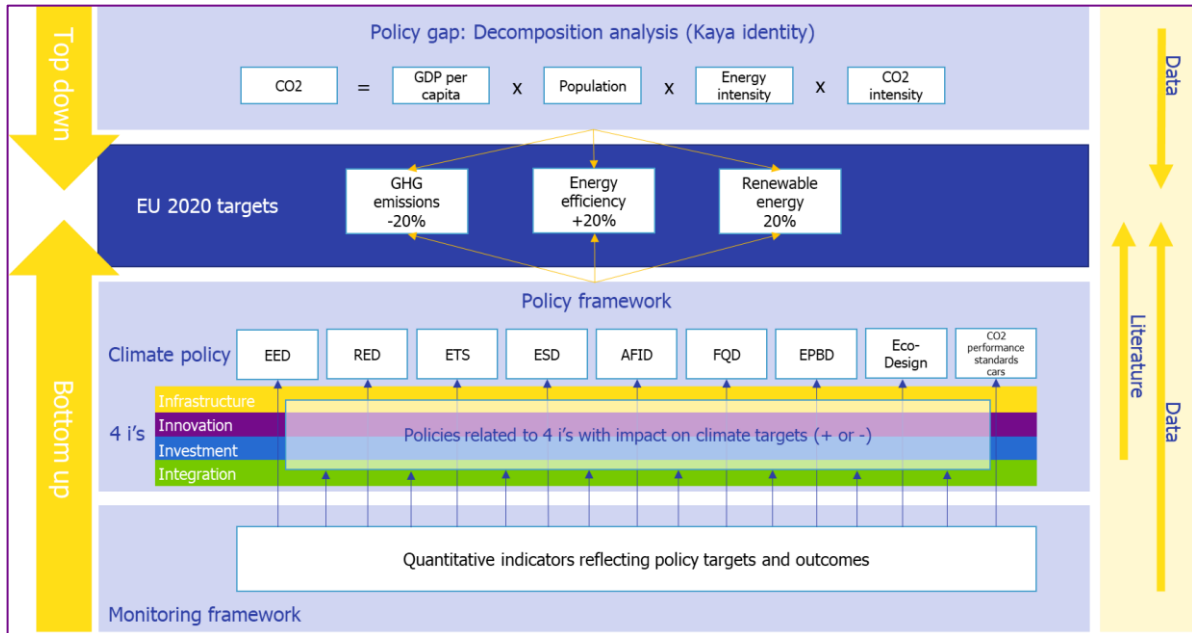 Policy gap: Decomposition analysis (Kaya identity)
CO2
=
GDP per
capita
x
Population
x
Energy
intensity
x
CO2
intensity
Top down
Data
EU 2020 targets
GHG
emissions
-20%
Energy
efficiency
+20%
Renewable
energy
20%
Policy framework
Climate policy
EED
RED
ETS
ESD
AFID
FQD
EPBD
Eco-
Design
CO2
performance
standards
cars
4 i's
Infrastructure
Innovation
Investment
Integration
Policies related to 4 i's with impact on climate targets (+ or -)
Bottom up
Literature
Data
Quantitative indicators reflecting policy targets and outcomes
Monitoring framework